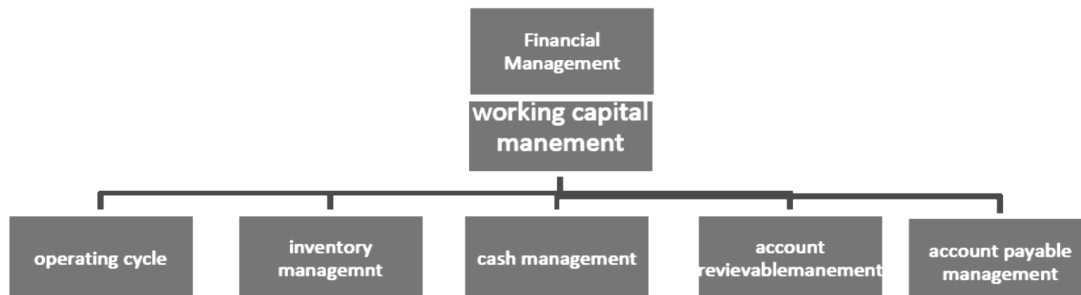 Financial
Management
working capital
manement
operating cycle
inventory
managemnt
cash management
account
revievablemanement
account payable
management